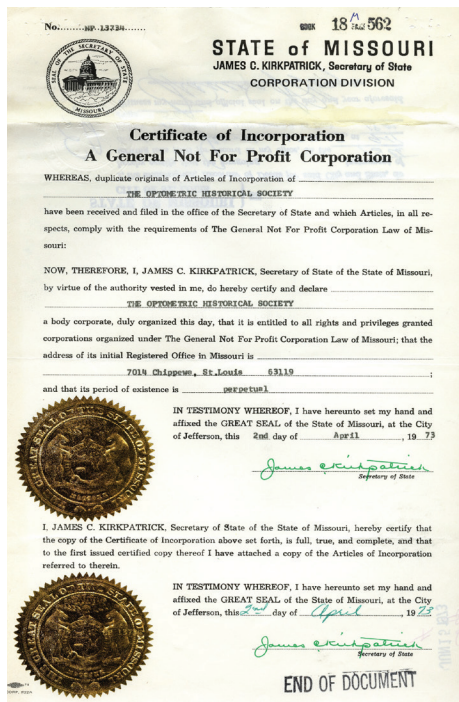 No. NP 13734
BOOK 18 M PAGE 562
SEAL OF THE SECRETARY OF STATE
MISSOURI
STATE of MISSOURI
JAMES C. KIRKPATRICK, Secretary of State
CORPORATION DIVISION
Certificate of Incorporation
A General Not For Profit Corporation
WHEREAS, duplicate originals of Articles of Incorporation of
THE OPTOMETRIC HISTORICAL SOCIETY
have been received and filed in the office of the Secretary of State and which Articles, in all re-
spects, comply with the requirements of The General Not For Profit Corporation Law of Mis-
souri:
NOW, THEREFORE, I, JAMES C. KIRKPATRICK, Secretary of State of the State of Missouri,
by virtue of the authority vested in me, do hereby certify and declare
THE OPTOMETRIC HISTORICAL SOCIETY
a body corporate, duly organized this day, that it is entitled to all rights and privileges granted
corporations organized under The General Not For Profit Corporation Law of Missouri; that the
address of its initial Registered Office in Missouri is
7014 Chippewa, St.Louis 63119 ;
and that its period of existence is perpetual
IN TESTIMONY WHEREOF, I have hereunto set my hand and
affixed the GREAT SEAL of the State of Missouri, at the City
of Jefferson, this 2nd day of April , 19 73
James C Kirkpatrick
Secretary of State
I, JAMES C. KIRKPATRICK, Secretary of State of the State of Missouri, hereby certify that
the copy of the Certificate of Incorporation above set forth, is full, true, and complete, and that
to the first issued certified copy thereof I have attached a copy of the Articles of Incorporation
referred to therein.
IN TESTIMONY WHEREOF, I have hereunto set my hand and
affixed the GREAT SEAL of the State of Missouri, at the City
of Jefferson, this 2nd day of April , 19 73
James C Kirkpatrick
Secretary of State
END OF DOCUMENT